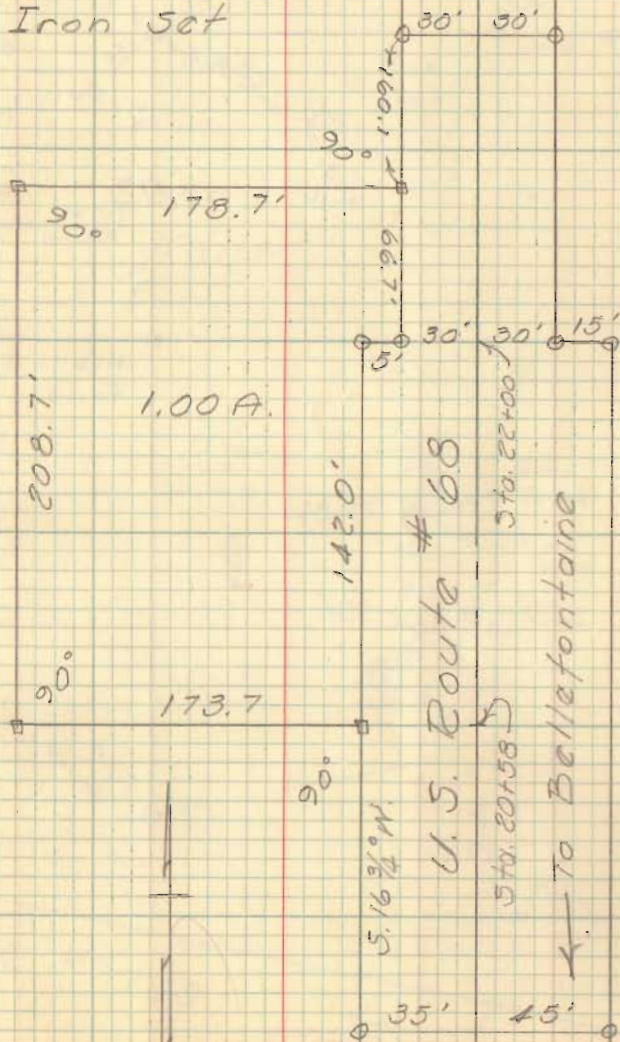 Iron Set
30' 30'
160.1
90°
178.7'
90°
66.7'
5' 30' 30' 15'
208.7'
1.00 A.
142.0'
U.S. Route # 68
Sta. 22+00
To Bellefontaine
90°
173.7
90°
Sta. 20+58
S. 16 3/4° W.
35' 45'